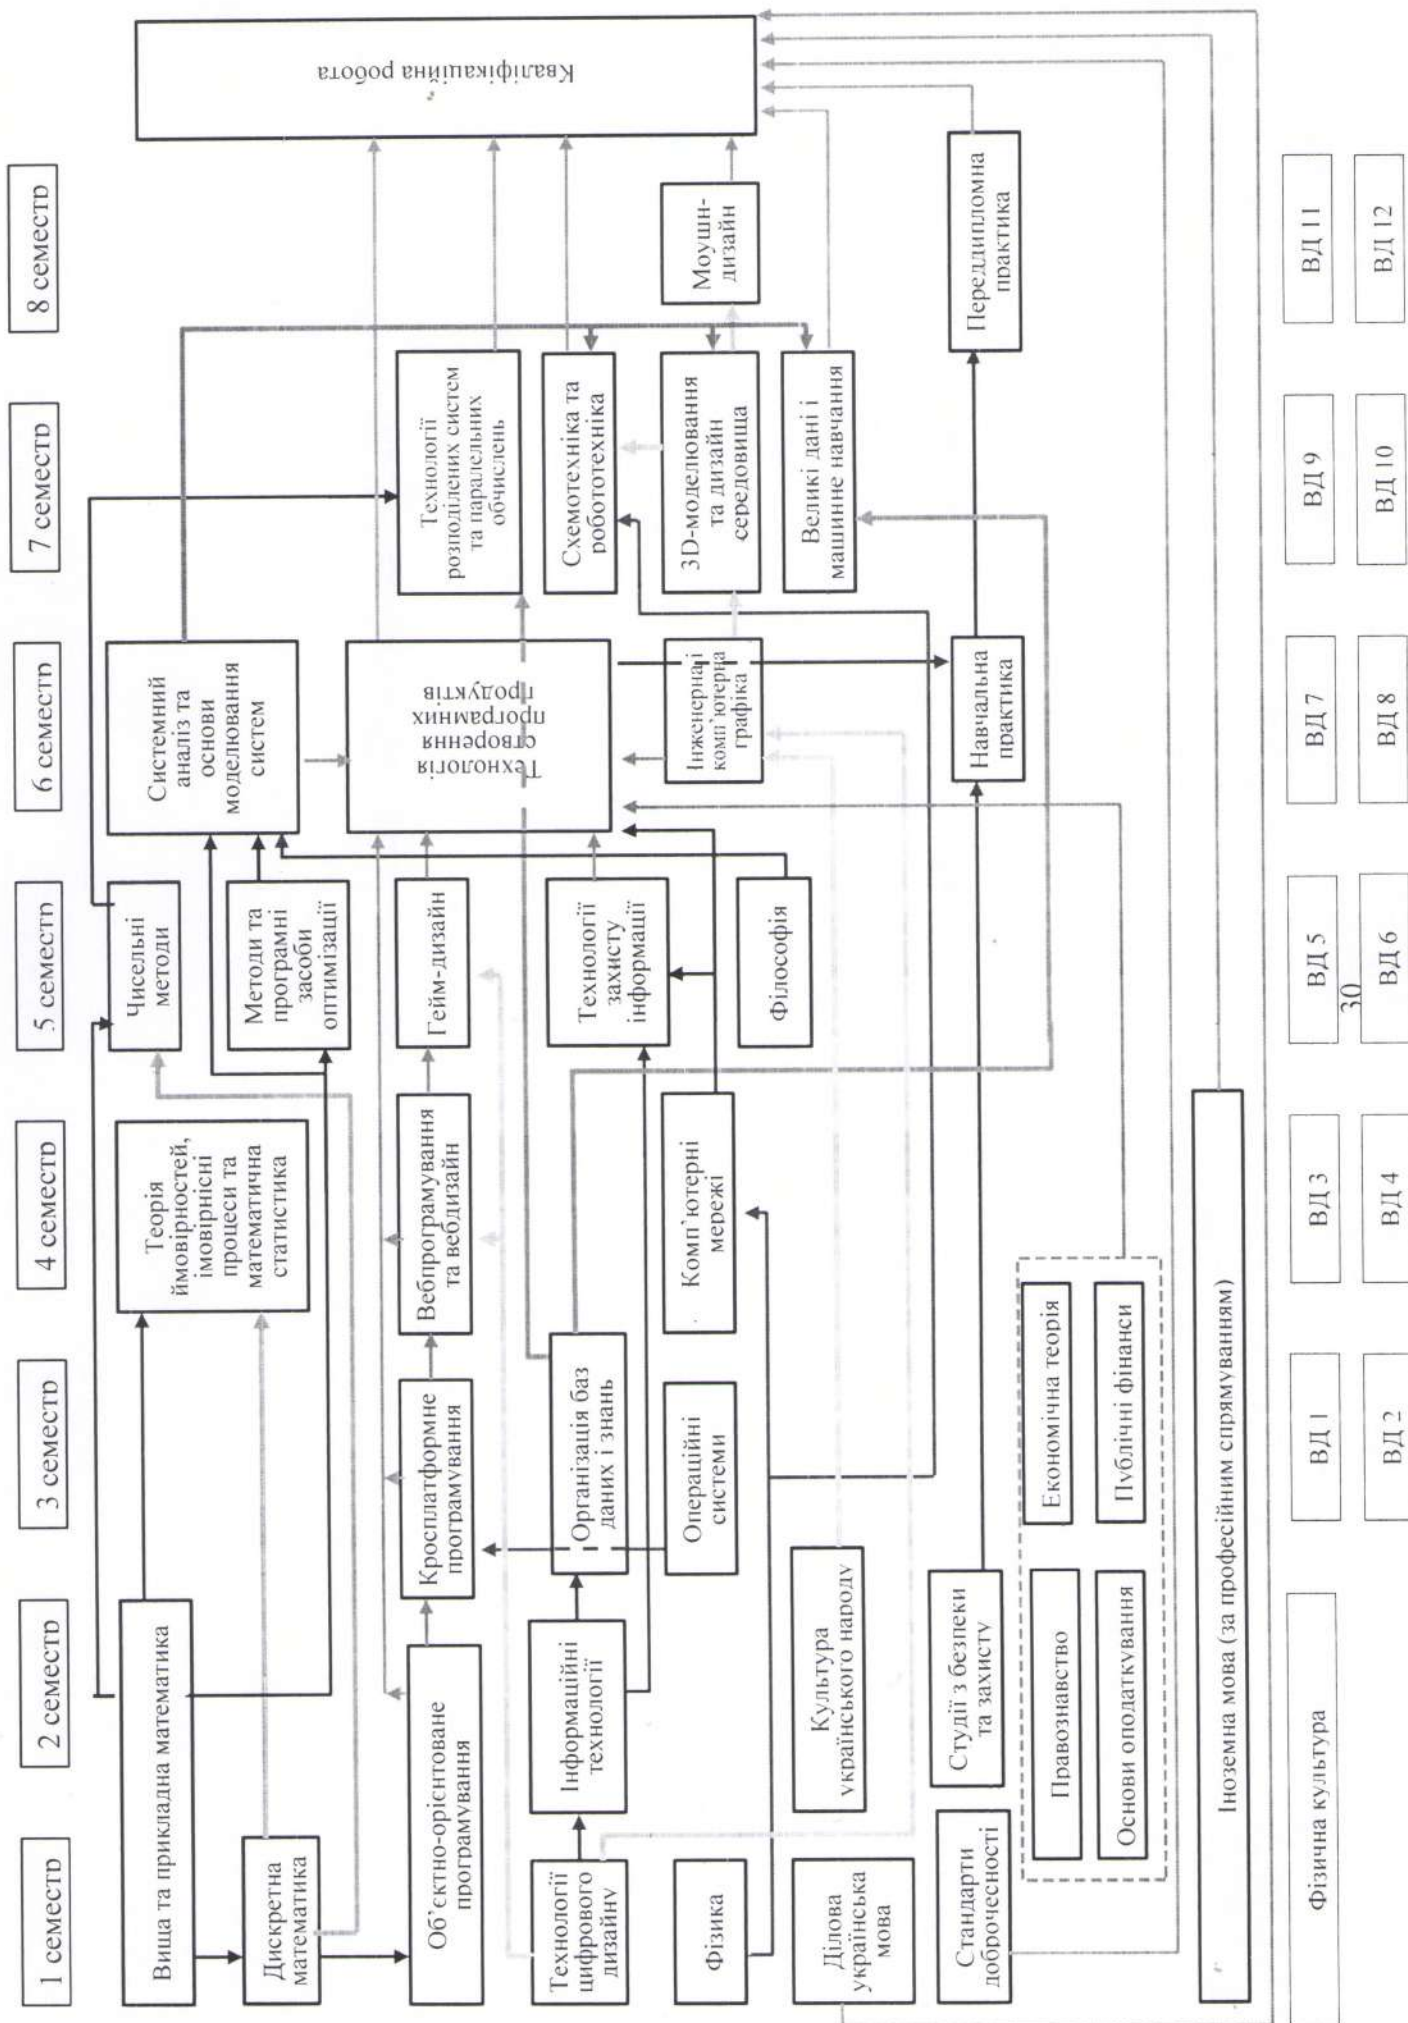 1 семестр
2 семестр
3 семестр
4 семестр
5 семестр
6 семестр
7 семестр
8 семестр
Вища та прикладна математика
Дискретна
математика
Теорія
ймовірностей,
імовірнісні
процеси та
математична
статистика
Чисельні
методи
Методи та
програмні
засоби
оптимізації
Системний
аналіз та
основи
моделювання
систем
Об'єктно-орієнтоване
програмування
Кросплатформне
програмування
Вебпрограмування
та вебдизайн
Гейм-дизайн
Технологія
створення
програмних
продуктів
Технології
розподілених систем
та паралельних
обчислень
Кваліфікаційна робота
Технології
цифрового
дизайну
Інформаційні
технології
Організація баз
даних і знань
Операційні
системи
Комп'ютерні
мережі
Технології
захисту
інформації
Філософія
Інженерна і
комп'ютерна
графіка
Схемотехніка та
робототехніка
3D-моделювання
та дизайн
середовища
Великі дані і
машинне навчання
Моушн-
дизайн
Фізика
Ділова
українська
мова
Культура
українського народу
Стандарти
доброчесності
Студії з безпеки
та захисту
Навчальна
практика
Переддипломна
практика
Правознавство
Економічна теорія
Основи оподаткування
Публічні фінанси
Іноземна мова (за професійним спрямуванням)
Фізична культура
ВД 1
ВД 3
ВД 5
ВД 7
ВД 9
ВД 11
30
ВД 2
ВД 4
ВД 6
ВД 8
ВД 10
ВД 12